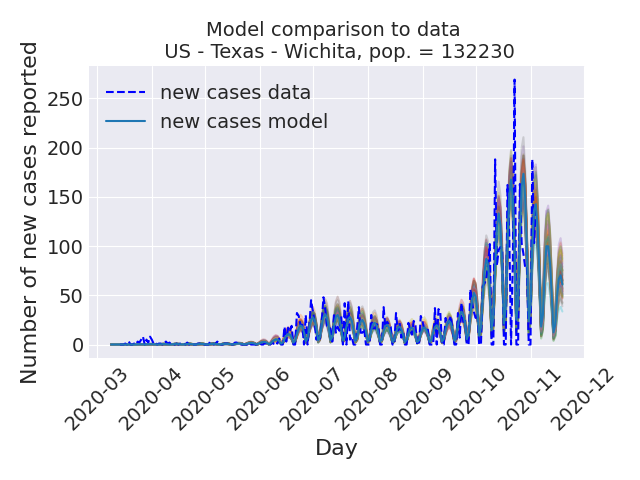 Model comparison to data
US - Texas - Wichita, pop. = 132230
Number of new cases reported
250
200
150
100
50
0
new cases data
new cases model
2020-03
2020-04
2020-05
2020-06
2020-07
2020-08
2020-09
2020-10
2020-11
2020-12
Day